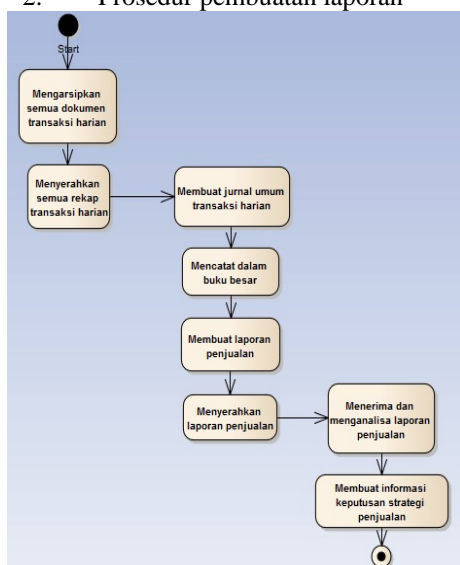 2. Prosedur pembuatan laporan
Start
Mengarsipkan
semua dokumen
transaksi harian
Menyerahkan
semua rekap
transaksi harian
Membuat jurnal umum
transaksi harian
Mencatat dalam
buku besar
Membuat laporan
penjualan
Menyerahkan
laporan penjualan
Menerima dan
menganalisa laporan
penjualan
Membuat informasi
keputusan strategi
penjualan